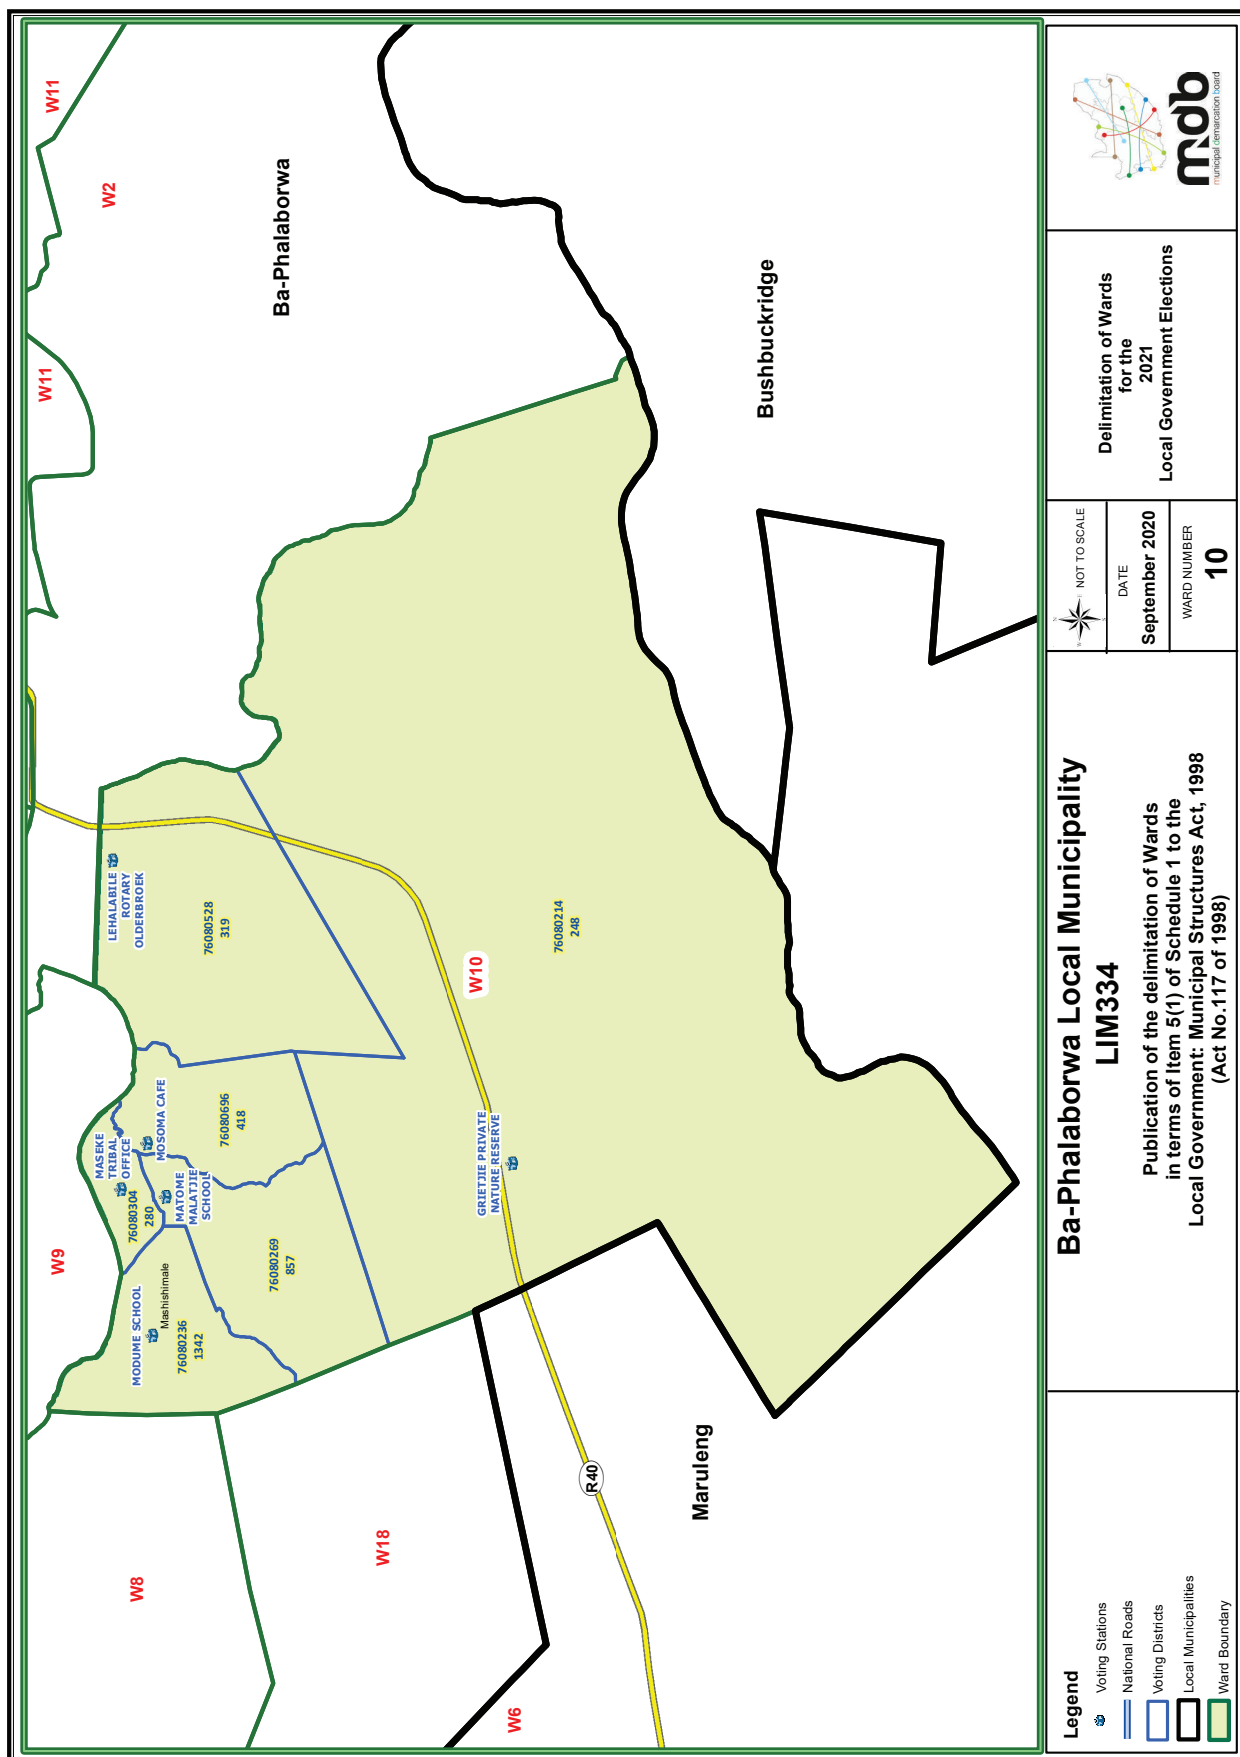 W8
W18
W6
W9
W11
W11
W2
W10
MODUME SCHOOL
Mashishimale
76080236
1342
MASEKE
TRIBAL
OFFICE
76080304
280
MATOME
MALATJIE
SCHOOL
MOSOMA CAFE
76080696
418
76080269
857
LEHALABILE
ROTARY
OLDERBROEK
76080528
319
GRIETJIE PRIVATE
NATURE RESERVE
76080214
248
R40
Maruleng
Ba-Phalaborwa
Bushbuckridge
Legend
Voting Stations
National Roads
Voting Districts
Local Municipalities
Ward Boundary
Ba-Phalaborwa Local Municipality
LIM334
Publication of the delimitation of Wards
in terms of Item 5(1) of Schedule 1 to the
Local Government: Municipal Structures Act, 1998
(Act No.117 of 1998)
N
W
E
S
NOT TO SCALE
DATE
September 2020
WARD NUMBER
10
Delimitation of Wards
for the
2021
Local Government Elections
mdb
municipal demarcation board